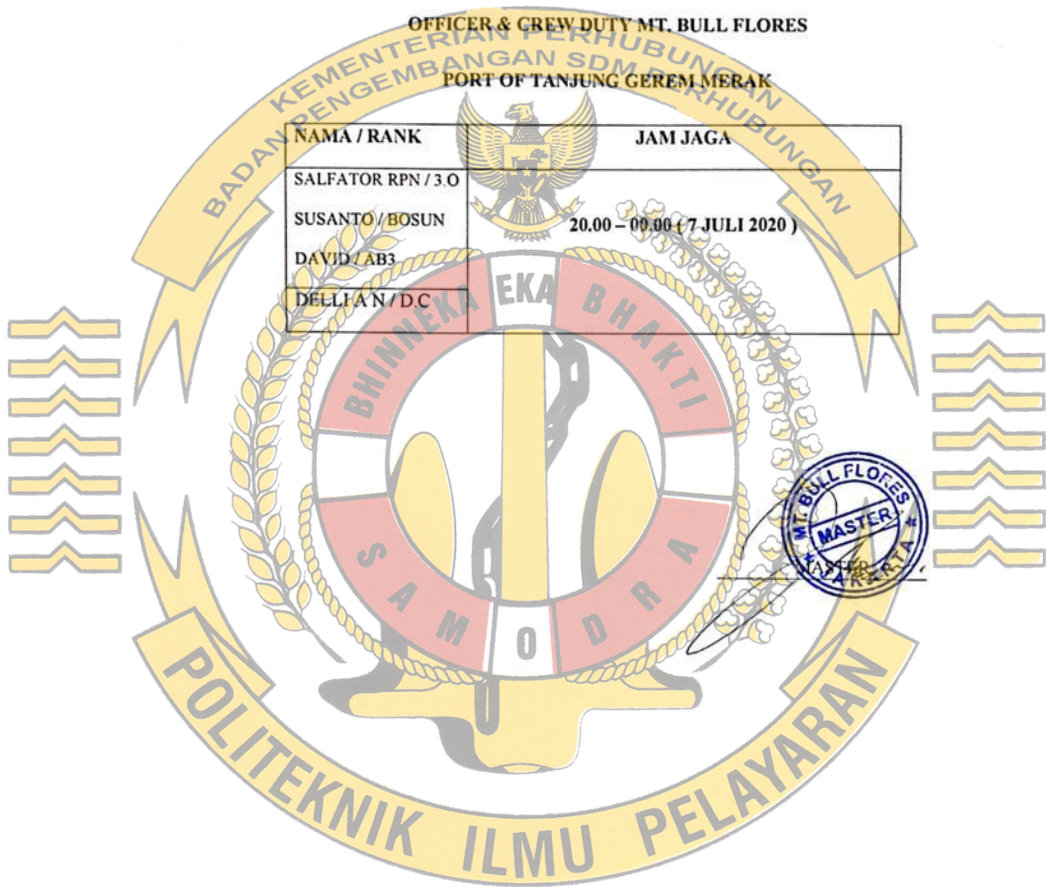 OFFICER & CREW DUTY MT. BULL FLORES
PORT OF TANJUNG GEREM MERAK
NAMA / RANK
JAM JAGA
SALFATOR RPN / 3.O
SUSANTO / BOSUN
DAVID / AB3
DELLI A N / D.C
20.00 – 00.00 ( 7 JULI 2020 )
MT. BULL FLORES
MASTER
JAKARTA
MASTER
KEMENTERIAN PERHUBUNGAN
BADAN PENGEMBANGAN SDM PERHUBUNGAN
BHINNEKA EKA BHAKTI
SAMODRA
POLITEKNIK ILMU PELAYARAN